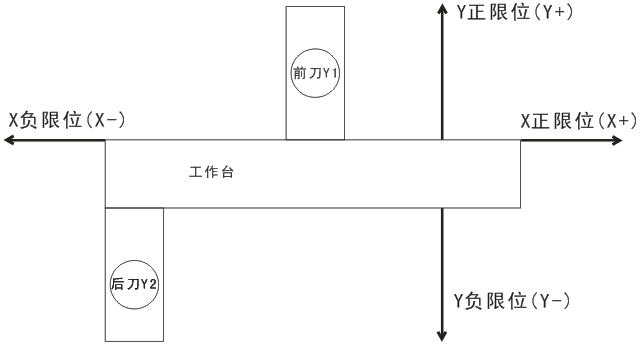 Y正限位(Y+)
前刀Y1
X负限位(X-)
X正限位(X+)
工作台
后刀Y2
Y负限位(Y-)